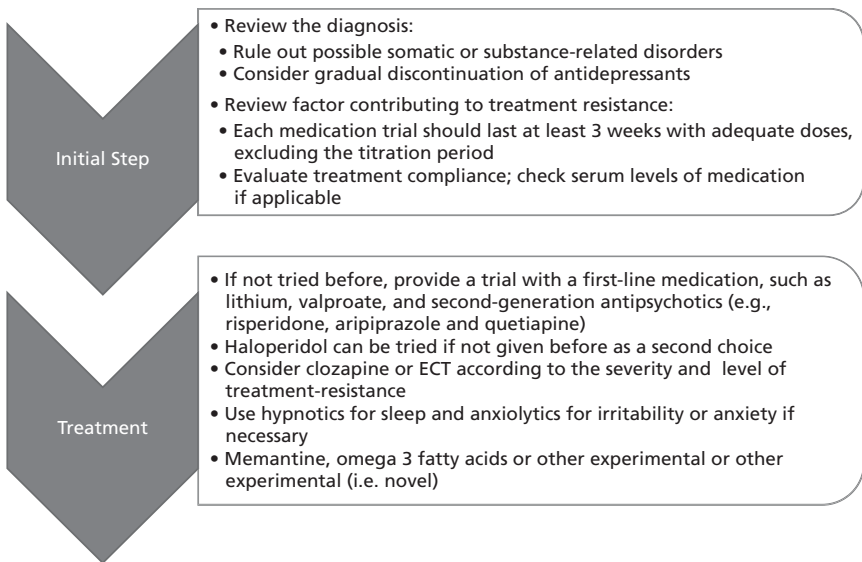 • Review the diagnosis:
• Rule out possible somatic or substance-related disorders
• Consider gradual discontinuation of antidepressants
• Review factor contributing to treatment resistance:
• Each medication trial should last at least 3 weeks with adequate doses,
excluding the titration period
• Evaluate treatment compliance; check serum levels of medication
if applicable
Initial Step
• If not tried before, provide a trial with a first-line medication, such as
lithium, valproate, and second-generation antipsychotics (e.g.,
risperidone, aripiprazole and quetiapine)
• Haloperidol can be tried if not given before as a second choice
• Consider clozapine or ECT according to the severity and level of
treatment-resistance
• Use hypnotics for sleep and anxiolytics for irritability or anxiety if
necessary
• Memantine, omega 3 fatty acids or other experimental or other
experimental (i.e. novel)
Treatment